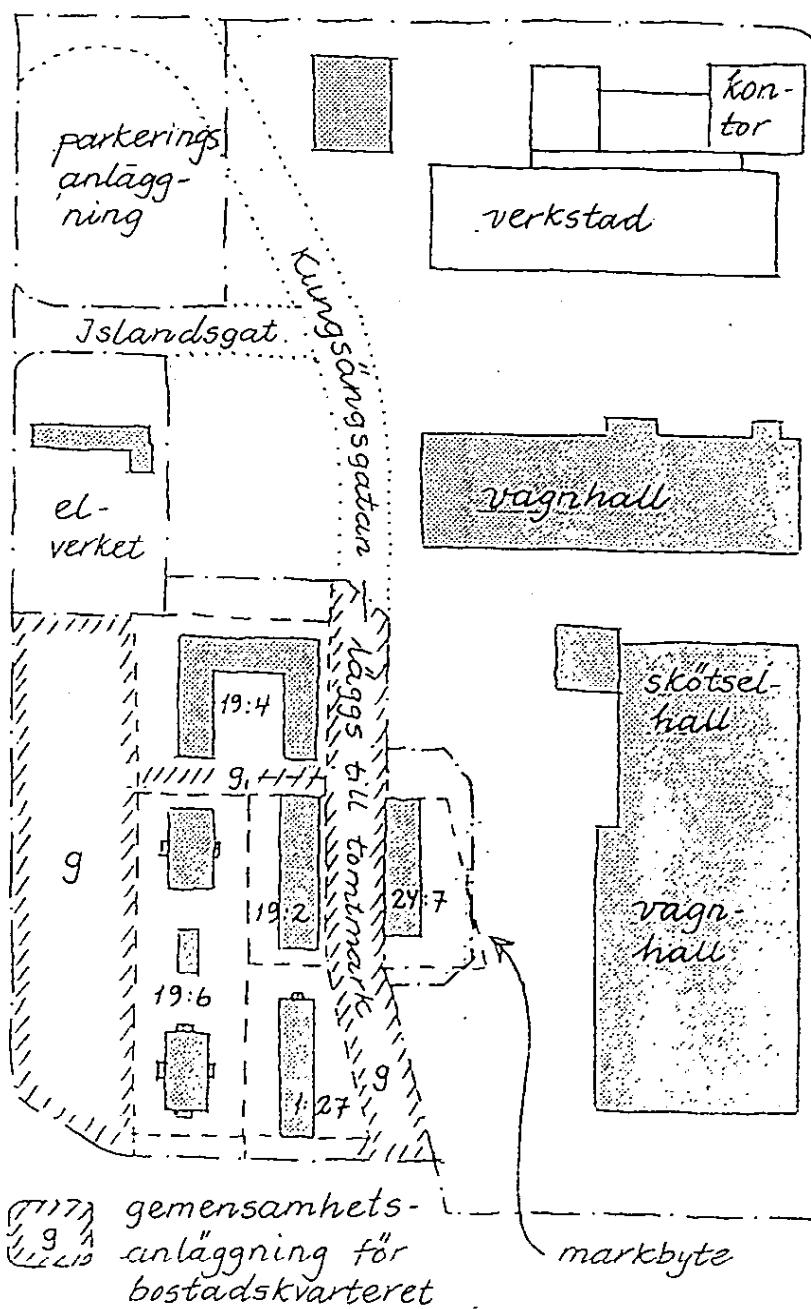 parkerings
anlägg-
ning
kon-
tor
verkstad
Islandsgat.
Kungsängsgatan
vagnhall
el-
verket
läggs till tomtmark
skötsel-
hall
19:4
g
g
19:2
24:7
vagn-
hall
19:6
g
1:27
g
gemensamhets-
anläggning för
bostadskvarteret
markbyte